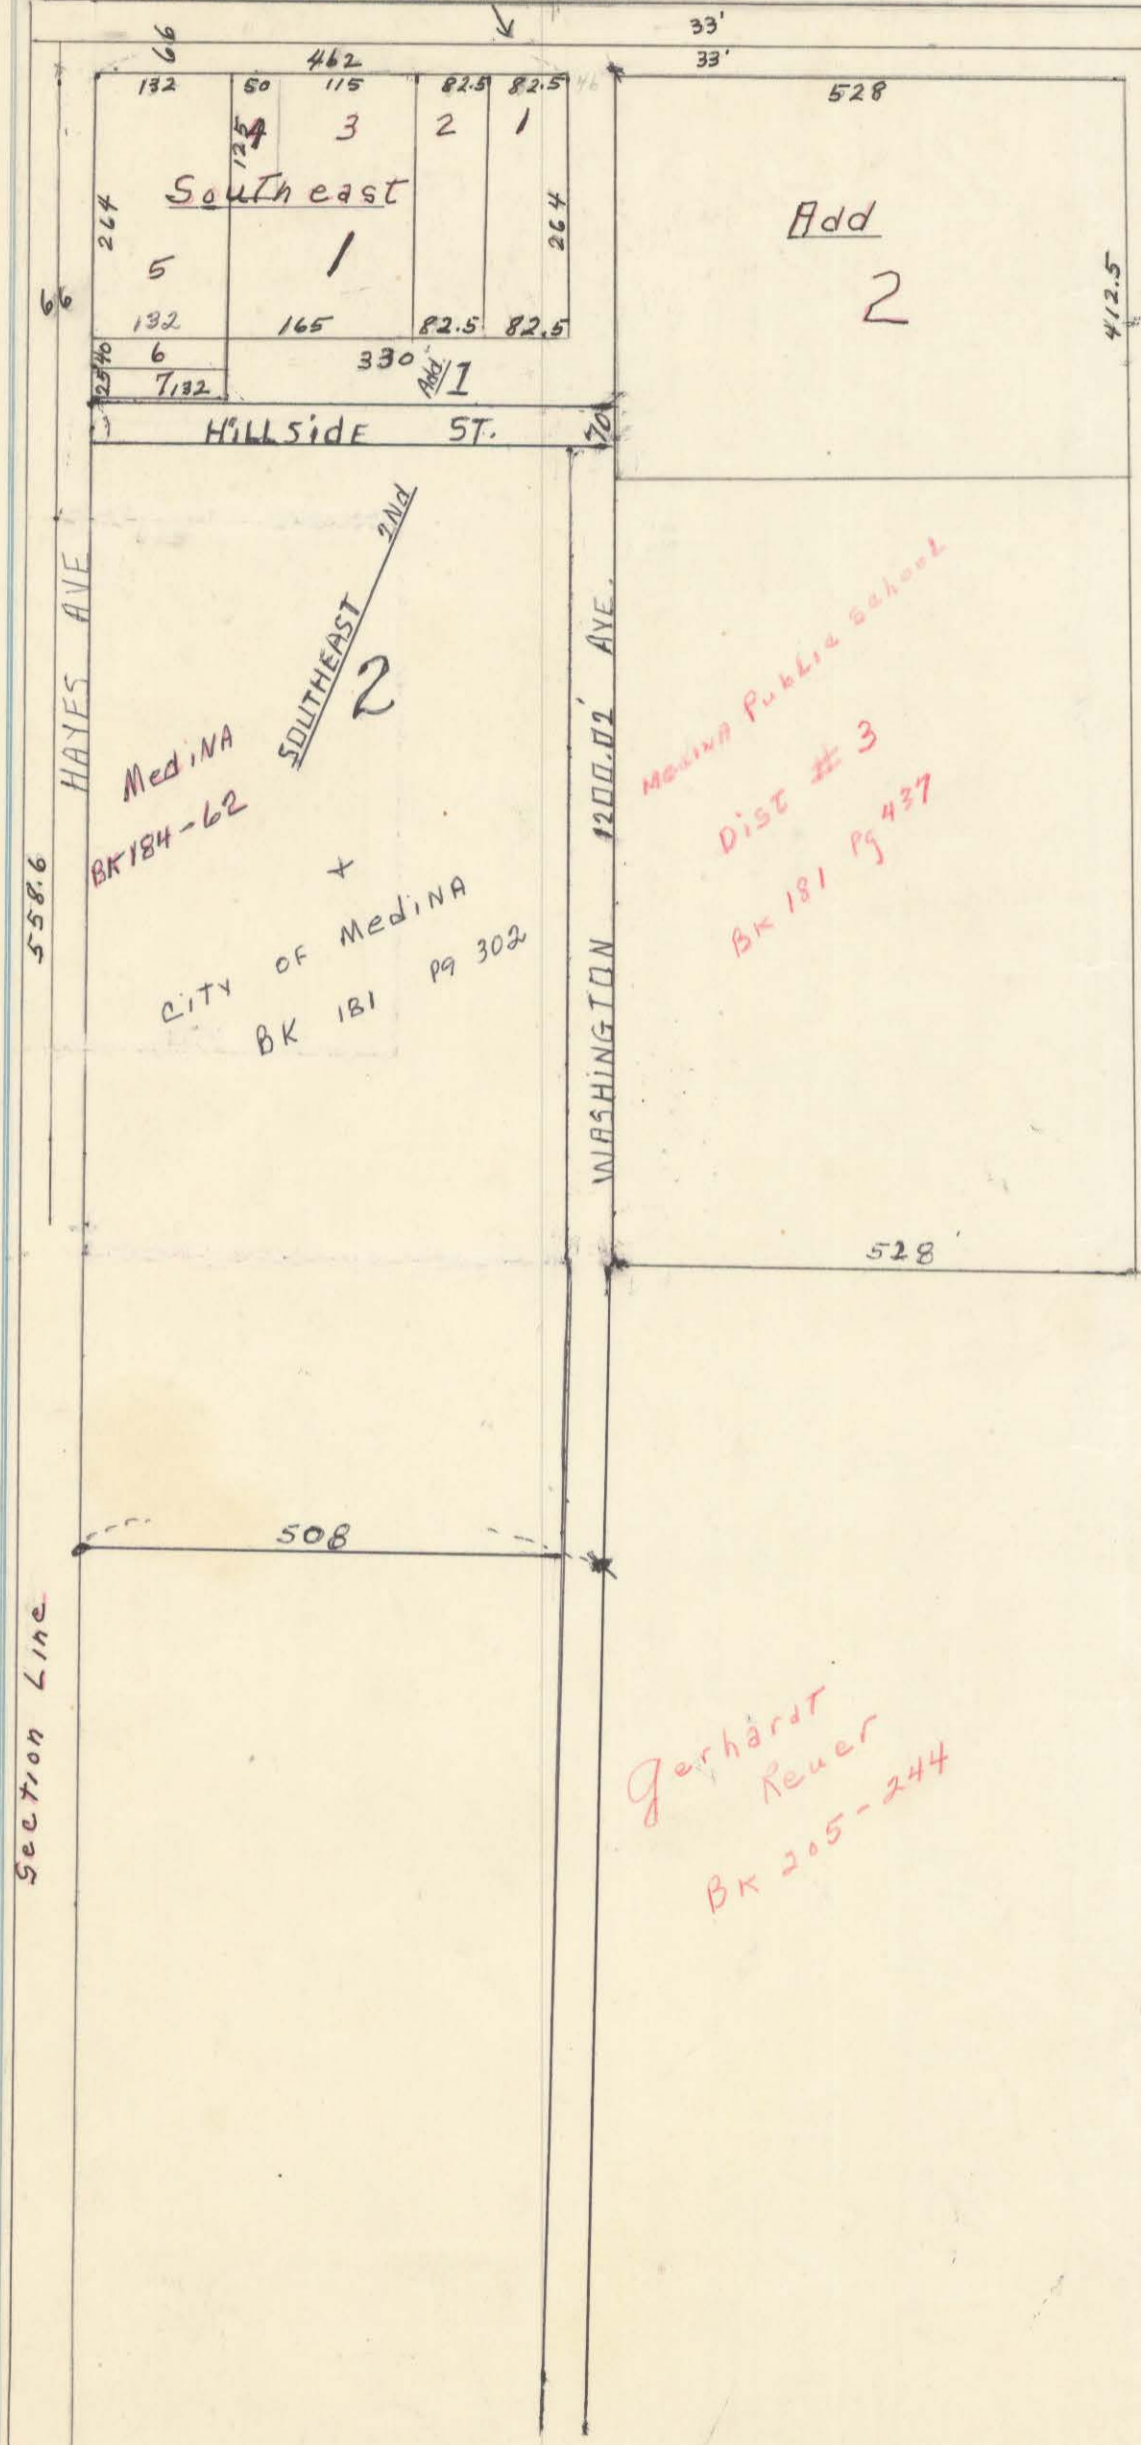 33'
33'
66
462
132 50 115 82.5 82.5 46
528
125
4 3 2 1
Southeast
Add
264
264
5
1
2
412.5
66
132 165 82.5 82.5
40 6
330'
Add 1
25 7 132
HILLSIDE ST.
70
SOUTHEAST 2Nd
2
HAYES AVE
WASHINGTON 1200.02' AVE.
MediNA
BK 184-62
+
City OF MediNA
BK 181 pg 302
558.6
Medina Public School
Dist # 3
BK 181 Pg 437
528'
508
Section Line
Gerhardt
Reuer
BK 205-244